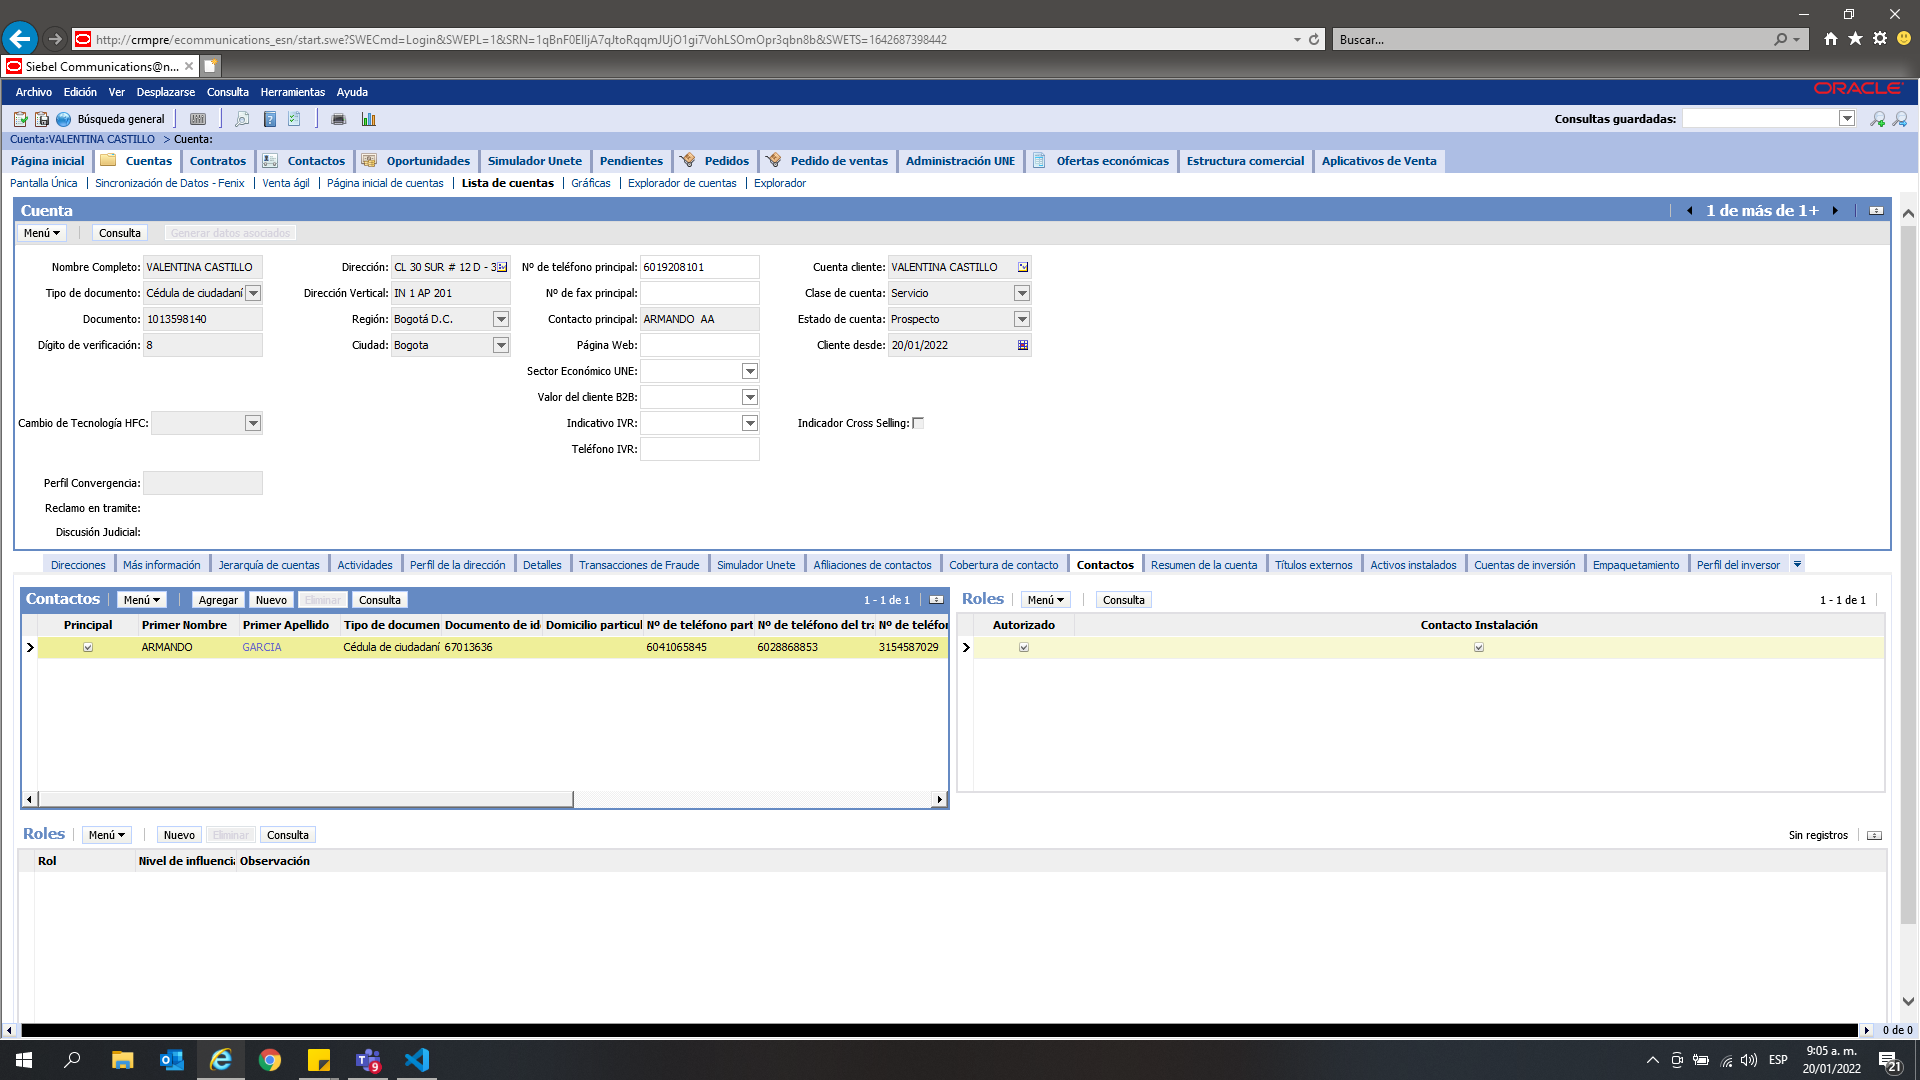 http://crmpre/ecommunications_esn/start.swe?SWECmd=Login&SWEPL=1&SRN=1qBnF0EIljA7qJtoRqqmJUjO1gi7VohLSOmOpr3qbn8b&SWETS=1642687398442
Buscar...
Siebel Communications@n...
Archivo Edición Ver Desplazarse Consulta Herramientas Ayuda
ORACLE
Búsqueda general
Consultas guardadas:
Cuenta:VALENTINA CASTILLO > Cuenta:
Página inicial Cuentas Contratos Contactos Oportunidades Simulador Unete Pendientes Pedidos Pedido de ventas Administración UNE Ofertas económicas Estructura comercial Aplicativos de Venta
Pantalla Única Sincronización de Datos - Fenix Venta ágil Página inicial de cuentas Lista de cuentas Gráficas Explorador de cuentas Explorador
Cuenta
1 de más de 1+
Menú Consulta Generar datos asociados
Nombre Completo: VALENTINA CASTILLO Dirección: CL 30 SUR # 12 D - 3 Nº de teléfono principal: 6019208101 Cuenta cliente: VALENTINA CASTILLO
Tipo de documento: Cédula de ciudadaní Dirección Vertical: IN 1 AP 201 Nº de fax principal: Clase de cuenta: Servicio
Documento: 1013598140 Región: Bogotá D.C. Contacto principal: ARMANDO AA Estado de cuenta: Prospecto
Dígito de verificación: 8 Ciudad: Bogota Página Web: Cliente desde: 20/01/2022
Sector Económico UNE:
Valor del cliente B2B:
Cambio de Tecnología HFC: Indicativo IVR: Indicador Cross Selling:
Teléfono IVR:
Perfil Convergencia:
Reclamo en tramite:
Discusión Judicial:
Direcciones Más información Jerarquía de cuentas Actividades Perfil de la dirección Detalles Transacciones de Fraude Simulador Unete Afiliaciones de contactos Cobertura de contacto Contactos Resumen de la cuenta Títulos externos Activos instalados Cuentas de inversión Empaquetamiento Perfil del inversor
Contactos Menú Agregar Nuevo Eliminar Consulta 1 - 1 de 1
Roles Menú Consulta 1 - 1 de 1
Principal Primer Nombre Primer Apellido Tipo de documen Documento de id Domicilio particul Nº de teléfono part Nº de teléfono del tra Nº de teléfo
Autorizado Contacto Instalación
ARMANDO GARCIA Cédula de ciudadaní 67013636 6041065845 6028868853 3154587029
Roles Menú Nuevo Eliminar Consulta Sin registros
Rol Nivel de influenci Observación
0 de 0
9
ESP
9:05 a. m.
20/01/2022
21